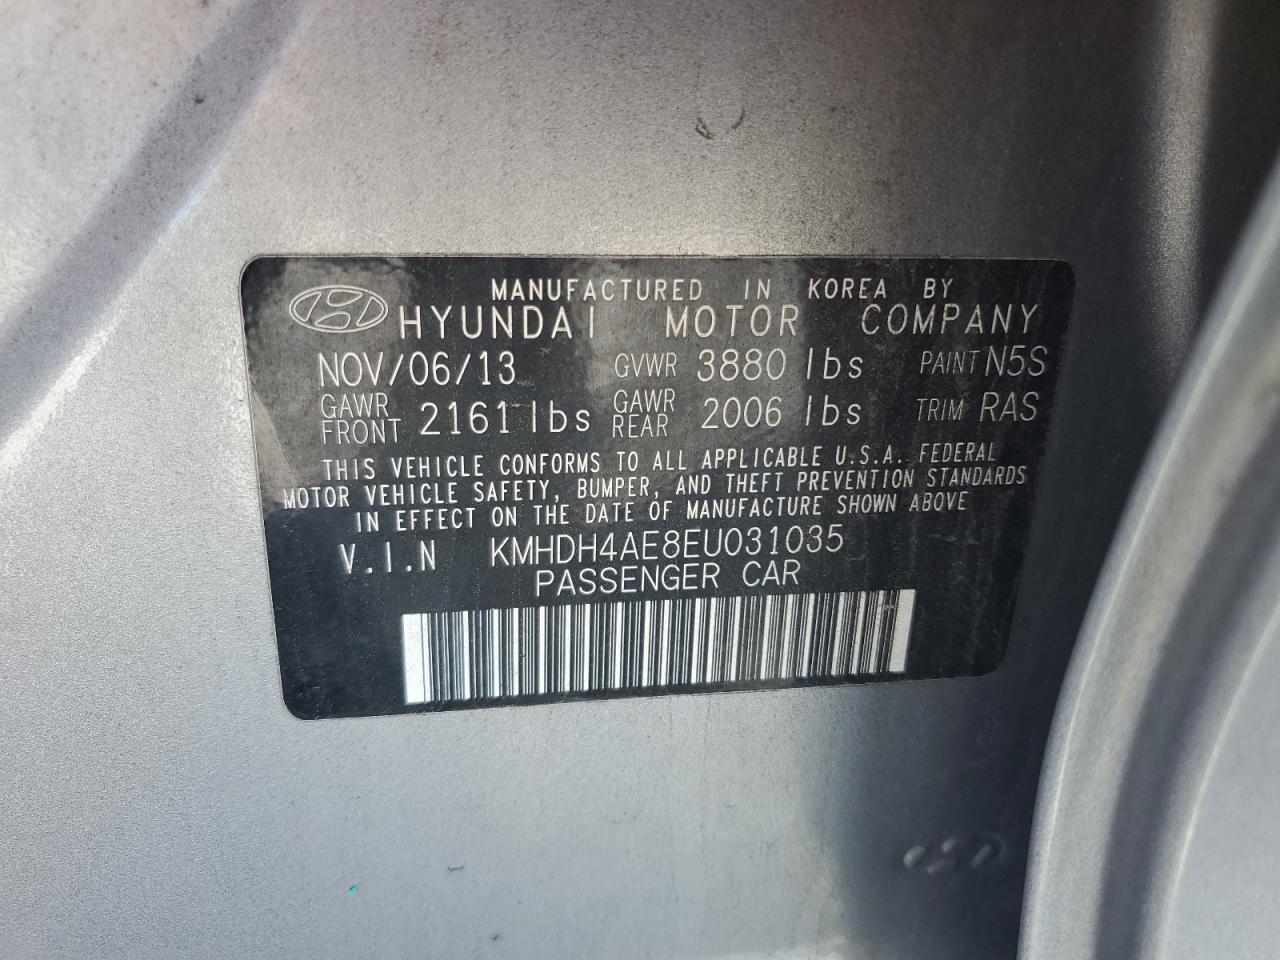 MANUFACTURED IN KOREA BY
HYUNDAI MOTOR COMPANY
NOV/06/13 GVWR 3880 lbs PAINT N5S
GAWR FRONT 2161 lbs GAWR REAR 2006 lbs TRIM RAS
THIS VEHICLE CONFORMS TO ALL APPLICABLE U.S.A. FEDERAL
MOTOR VEHICLE SAFETY, BUMPER, AND THEFT PREVENTION STANDARDS
IN EFFECT ON THE DATE OF MANUFACTURE SHOWN ABOVE
V.I.N KMHDH4AE8EU031035
PASSENGER CAR